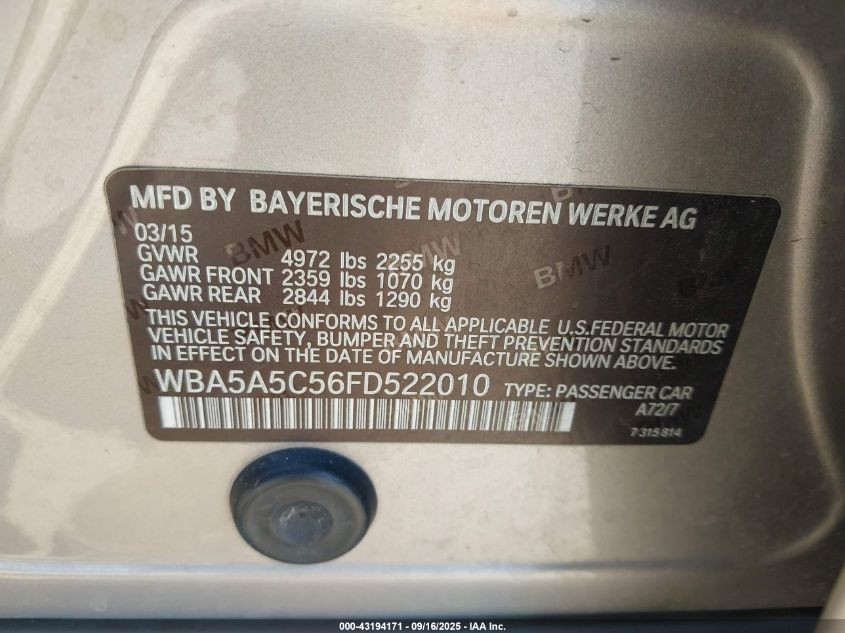 MFD BY BAYERISCHE MOTOREN WERKE AG
03/15
GVWR 4972 lbs 2255 kg
GAWR FRONT 2359 lbs 1070 kg
GAWR REAR 2844 lbs 1290 kg
THIS VEHICLE CONFORMS TO ALL APPLICABLE U.S.FEDERAL MOTOR
VEHICLE SAFETY, BUMPER AND THEFT PREVENTION STANDARDS
IN EFFECT ON THE DATE OF MANUFACTURE SHOWN ABOVE.
WBA5A5C56FD522010 TYPE: PASSENGER CAR
A72/7
7315814
BMW
BMW
000-43194171 - 09/16/2025 - IAA Inc.